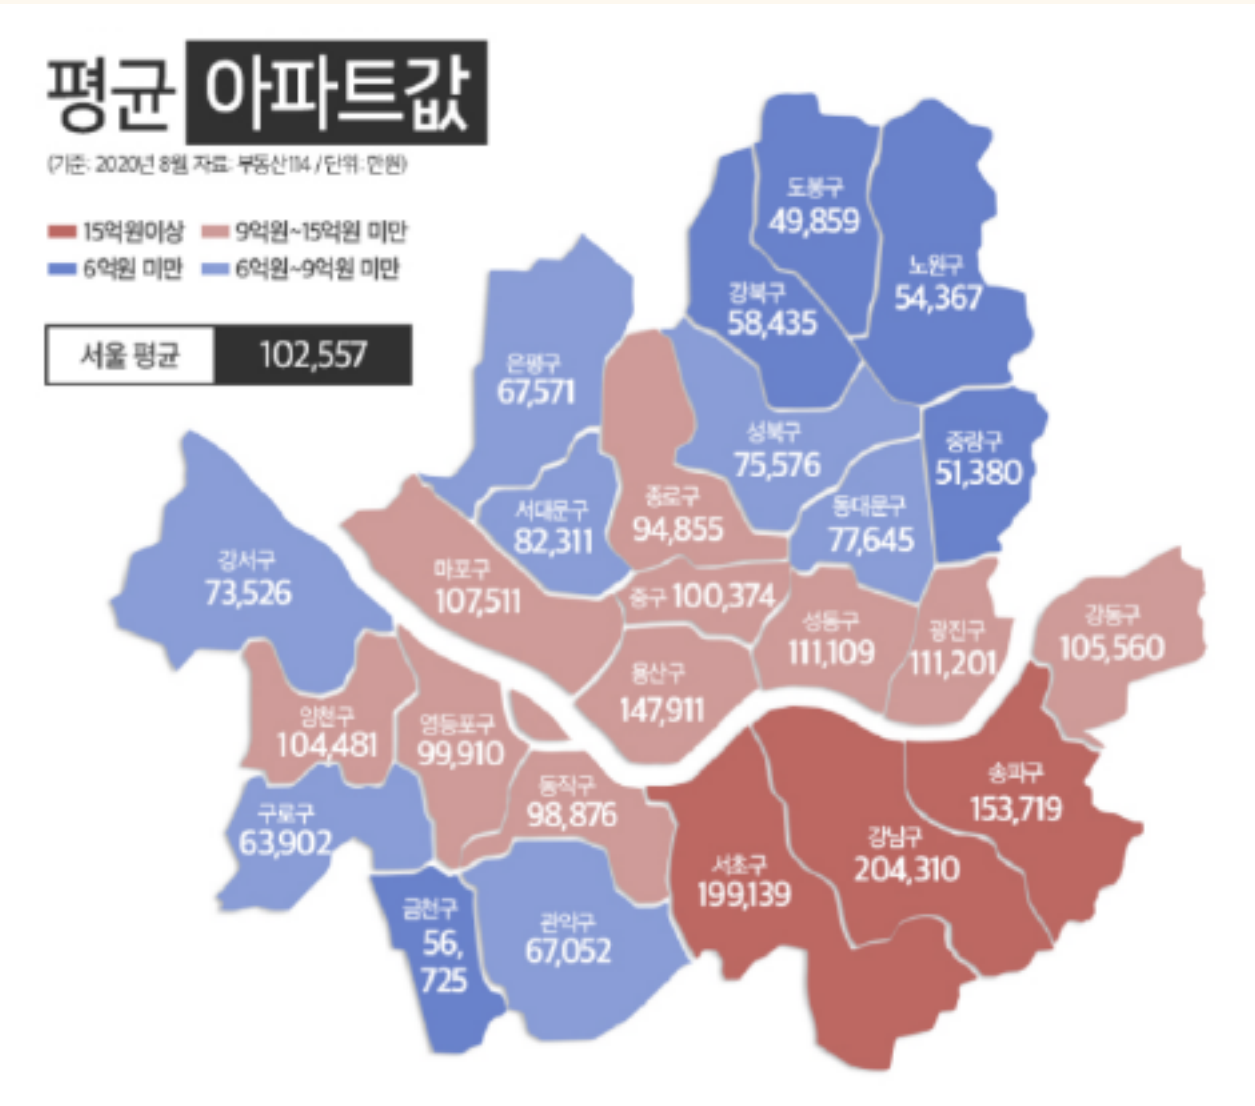 평균 아파트값
(기준: 2020년 8월 자료: 부동산114 / 단위: 만원)
15억원이상 9억원~15억원 미만
6억원 미만 6억원~9억원 미만
서울 평균 102,557
도봉구
49,859
노원구
54,367
강북구
58,435
은평구
67,571
성북구
75,576
중랑구
51,380
서대문구
82,311
종로구
94,855
동대문구
77,645
강서구
73,526
마포구
107,511
중구 100,374
성동구
111,109
광진구
111,201
강동구
105,560
용산구
147,911
양천구
104,481
영등포구
99,910
동작구
98,876
구로구
63,902
송파구
153,719
강남구
204,310
서초구
199,139
금천구
56,
725
관악구
67,052